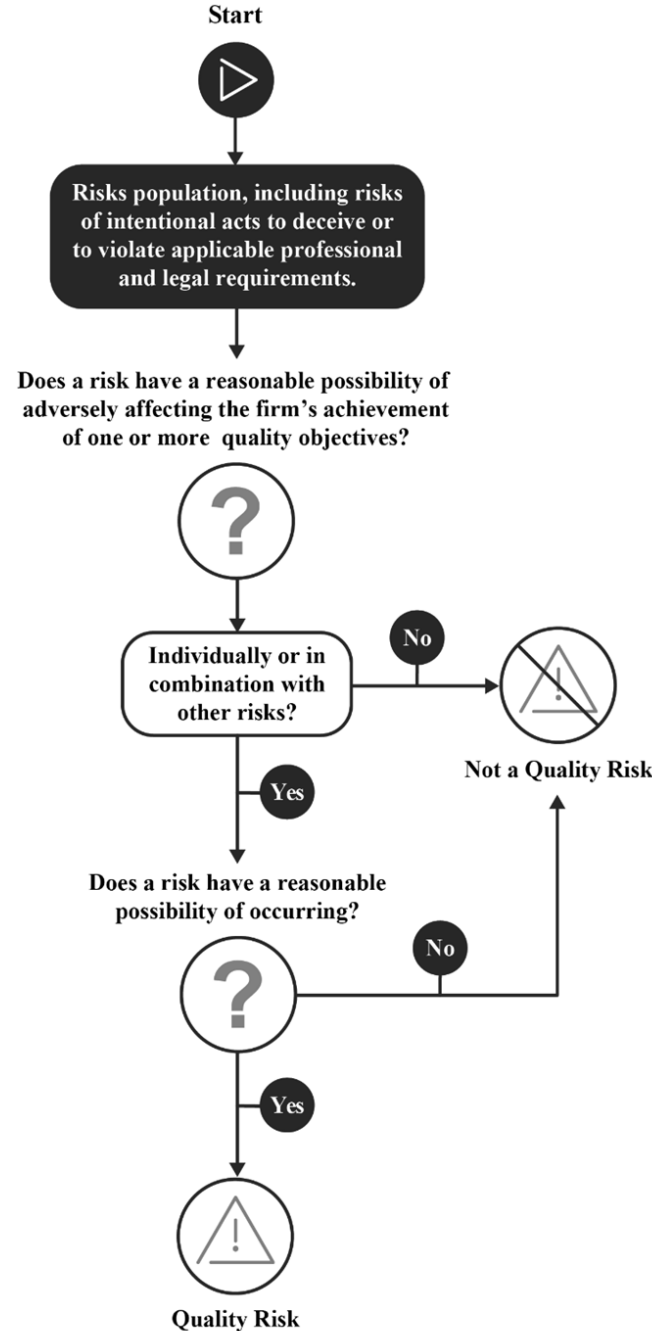 Start
Risks population, including risks
of intentional acts to deceive or
to violate applicable professional
and legal requirements.
Does a risk have a reasonable possibility of
adversely affecting the firm’s achievement
of one or more quality objectives?
?
Individually or in
combination with
other risks?
No
!
Not a Quality Risk
Yes
Does a risk have a reasonable
possibility of occurring?
?
No
Yes
!
Quality Risk